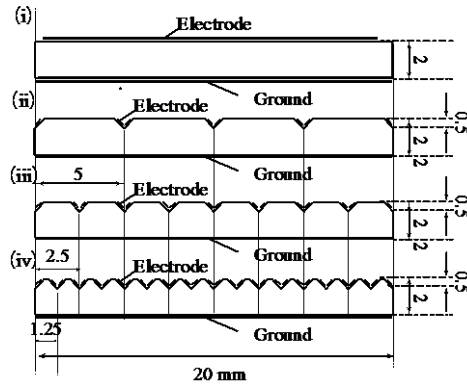 (i)
Electrode
2
Ground
(ii)
Electrode
0.5
2
Ground
2
5
(iii)
Electrode
0.5
2
Ground
2
2.5
(iv)
Electrode
0.5
2
1.25
Ground
20 mm